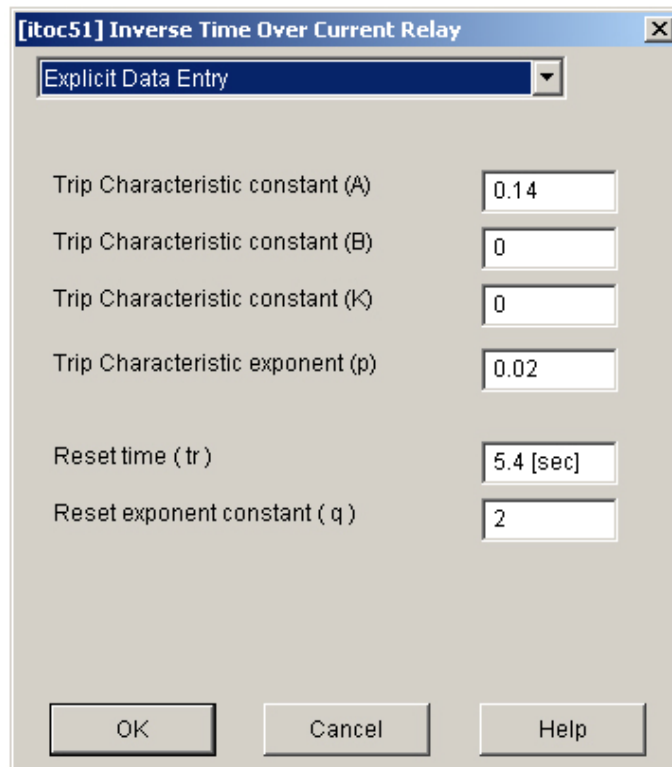 [itoc51] Inverse Time Over Current Relay
Explicit Data Entry
Trip Characteristic constant (A) 0.14
Trip Characteristic constant (B) 0
Trip Characteristic constant (K) 0
Trip Characteristic exponent (p) 0.02
Reset time ( tr ) 5.4 [sec]
Reset exponent constant ( q ) 2
OK Cancel Help